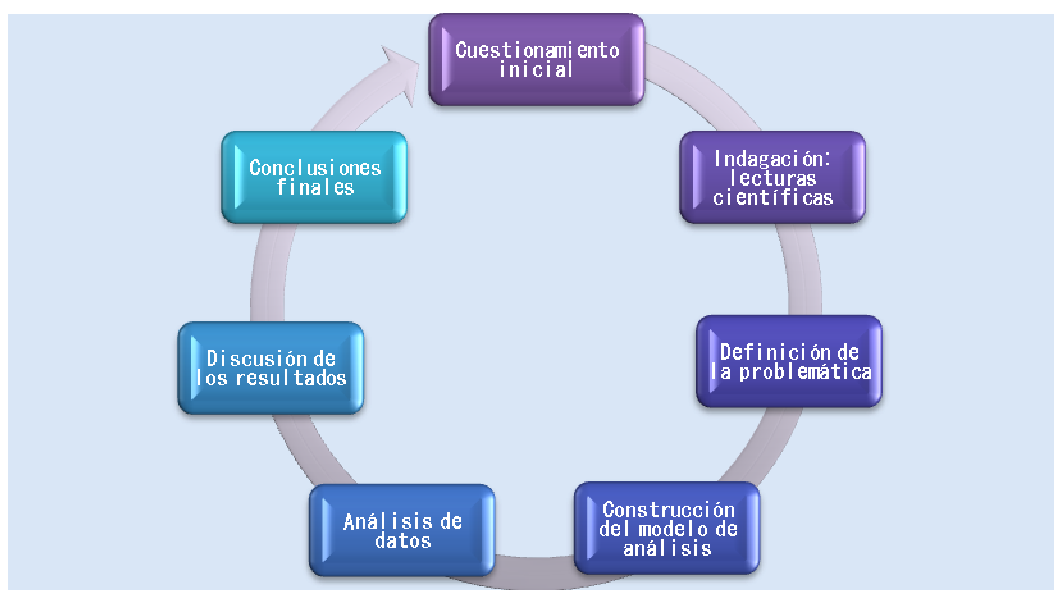 Cuestionamiento
inicial
Indagación:
lecturas
científicas
Definición de
la problemática
Construcción
del modelo de
análisis
Análisis de
datos
Discusión de
los resultados
Conclusiones
finales